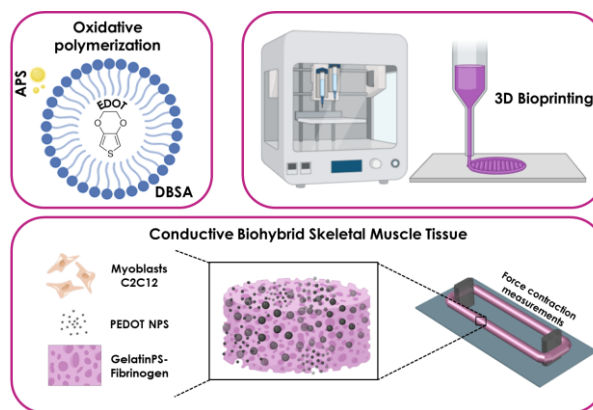 Oxidative
polymerization
APS
EDOT
O
O
S
DBSA
3D Bioprinting
Conductive Biohybrid Skeletal Muscle Tissue
Myoblasts
C2C12
PEDOT NPS
GelatinPS-
Fibrinogen
Force contraction
measurements